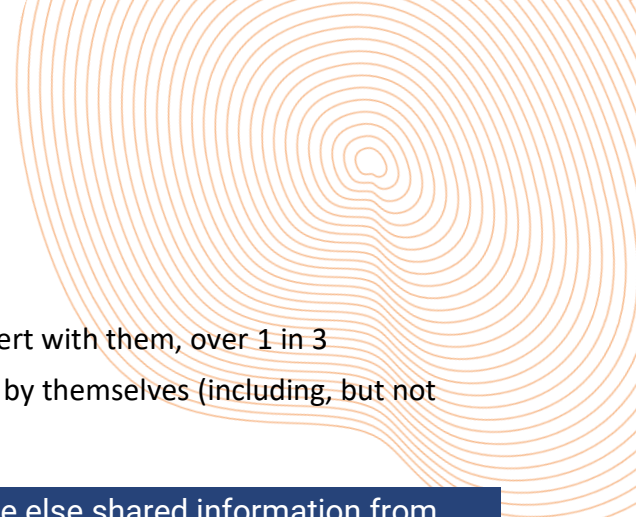 ert with them, over 1 in 3
by themselves (including, but not
e else shared information from